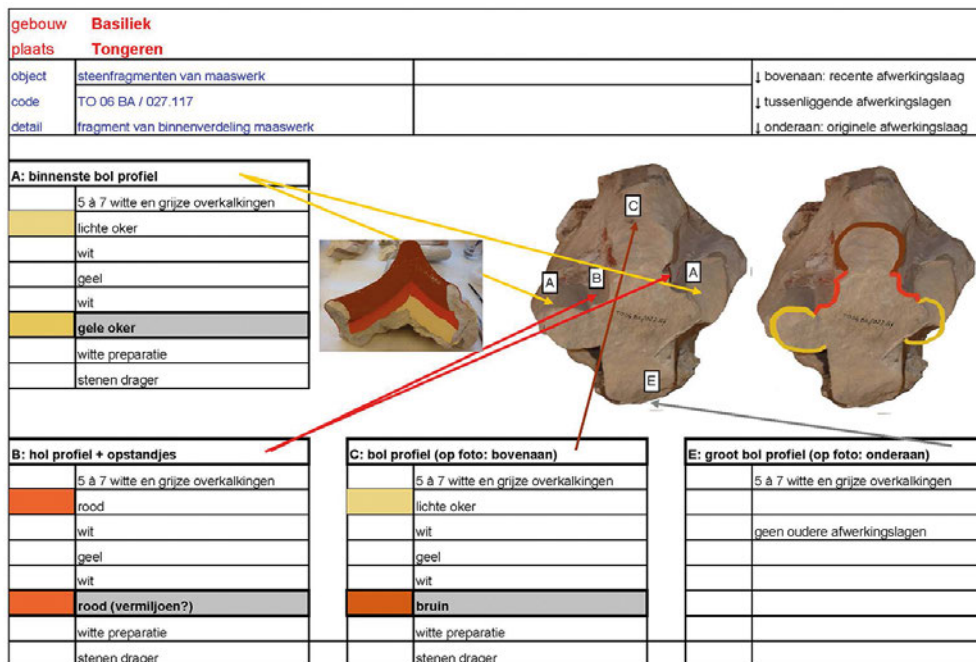 gebouw Basiliek
plaats Tongeren
object steenfragmenten van maaswerk ↓ bovenaan: recente afwerkingslaag
code TO 06 BA / 027.117 ↓ tussenliggende afwerkingslagen
detail fragment van binnenverdeling maaswerk ↓ onderaan: originele afwerkingslaag
A: binnenste bol profiel
5 à 7 witte en grijze overkalkingen
lichte oker
wit
geel
wit
gele oker
witte preparatie
stenen drager
C
A
B
A
E
B: hol profiel + opstandjes
5 à 7 witte en grijze overkalkingen
rood
wit
geel
wit
rood (vermiljoen?)
witte preparatie
stenen drager
C: bol profiel (op foto: bovenaan)
5 à 7 witte en grijze overkalkingen
lichte oker
wit
geel
wit
bruin
witte preparatie
stenen drager
E: groot bol profiel (op foto: onderaan)
5 à 7 witte en grijze overkalkingen
geen oudere afwerkingslagen